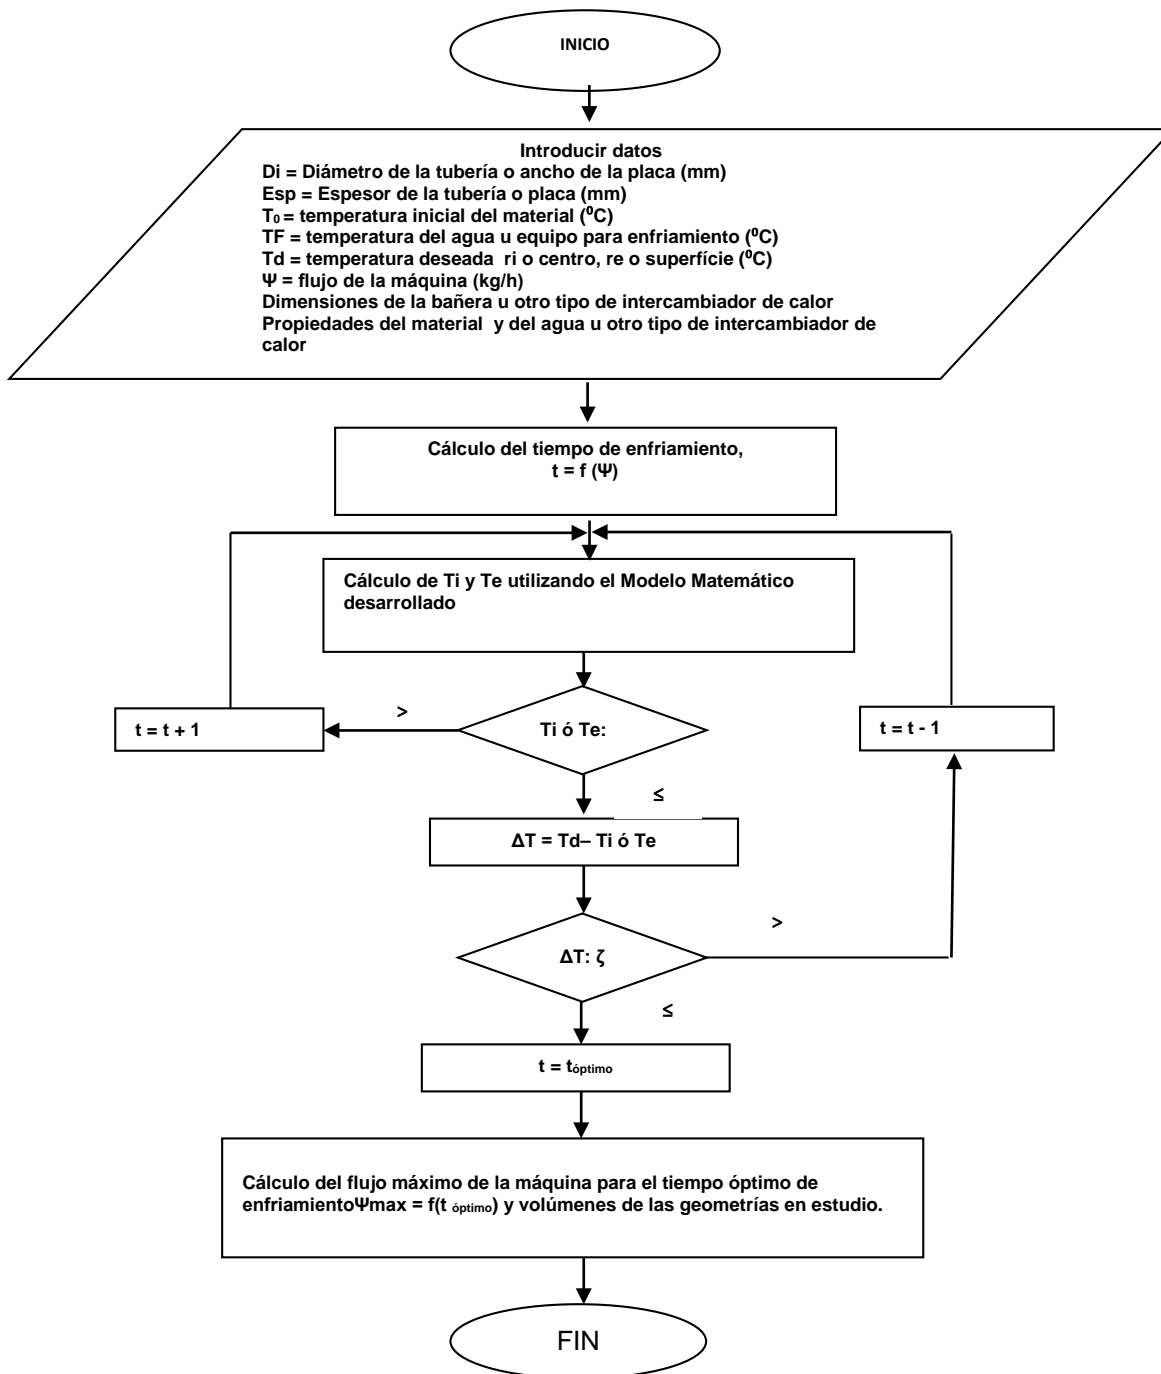 INICIO
Introducir datos
Di = Diámetro de la tubería o ancho de la placa (mm)
Esp = Espesor de la tubería o placa (mm)
T₀ = temperatura inicial del material (⁰C)
TF = temperatura del agua u equipo para enfriamiento (⁰C)
Td = temperatura deseada ri o centro, re o superfície (⁰C)
Ψ = flujo de la máquina (kg/h)
Dimensiones de la bañera u otro tipo de intercambiador de calor
Propiedades del material y del agua u otro tipo de intercambiador de
calor
Cálculo del tiempo de enfriamiento,
t = f (Ψ)
Cálculo de Ti y Te utilizando el Modelo Matemático
desarrollado
>
t = t + 1
Ti ó Te:
t = t - 1
≤
ΔT = Td– Ti ó Te
>
ΔT: ζ
≤
t = tóptimo
Cálculo del flujo máximo de la máquina para el tiempo óptimo de
enfriamientoΨmax = f(t óptimo) y volúmenes de las geometrías en estudio.
FIN